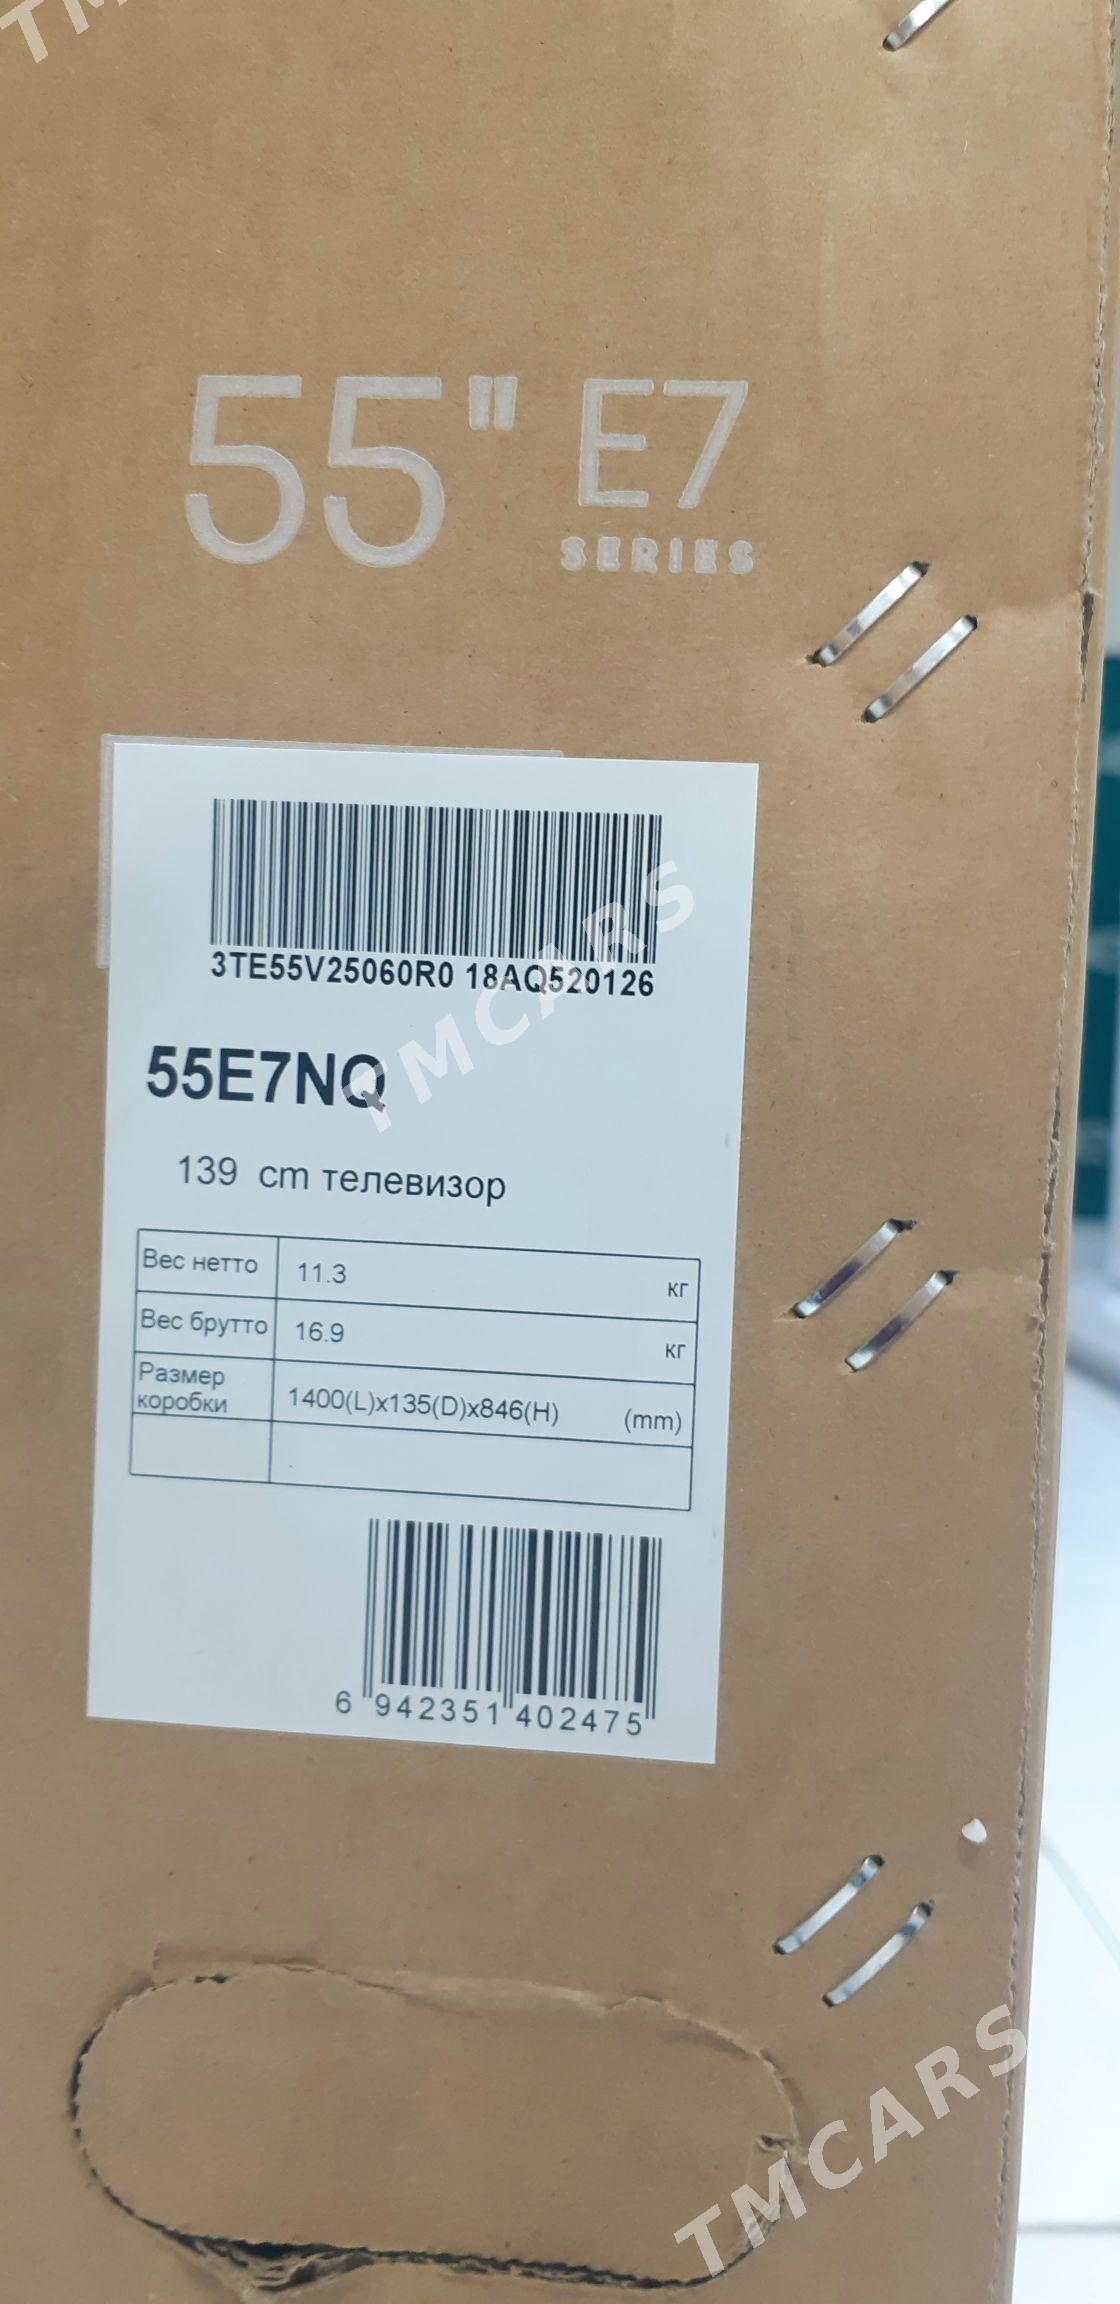 TM
55" E7
SERIES
3TE55V25060R0 18AQ520126
TMCARS
55E7NQ
139 cm телевизор
Вес нетто 11.3 кг
Вес брутто 16.9 кг
Размер коробки 1400(L)x135(D)x846(H) (mm)
6 942351 402475
TMCARS